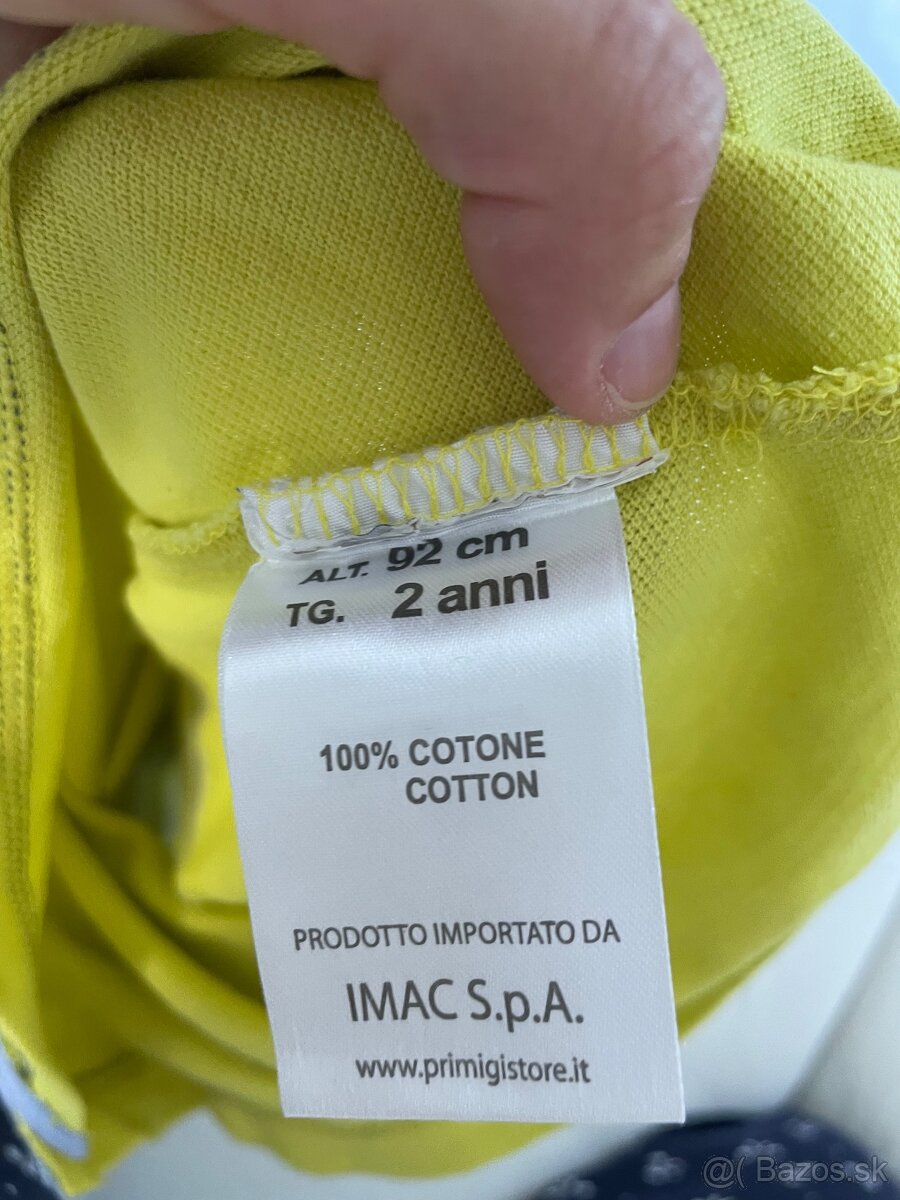 ALT. 92 cm
TG. 2 anni
100% COTONE
COTTON
PRODOTTO IMPORTATO DA
IMAC S.p.A.
www.primigistore.it
@( Bazos.sk